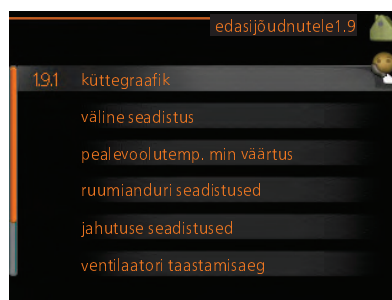 edasijõudnutele1.9
1.9.1 küttegraafik
väline seadistus
pealevoolutemp. min väärtus
ruumianduri seadistused
jahutuse seadistused
ventilaatori taastamisaeg